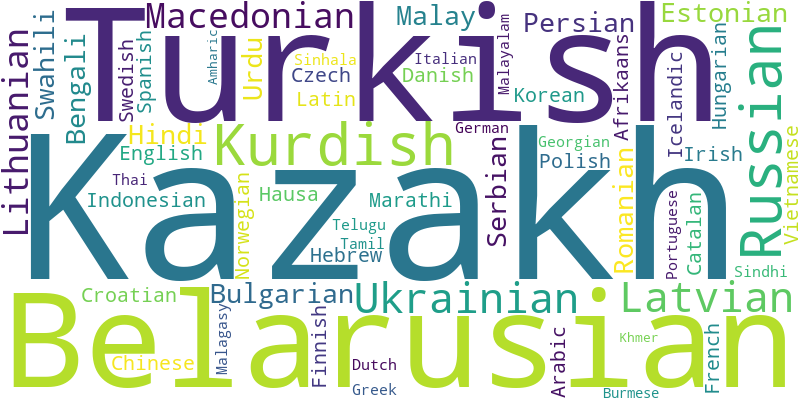 Turkish
Kazakh
Belarusian
Kurdish
Russian
Ukrainian
Latvian
Macedonian
Lithuanian
Swahili
Bengali
Swedish
Spanish
Amharic
Urdu
Sinhala
Czech
Latin
Italian
Danish
Malay
Malayalam
Persian
Korean
Afrikaans
Estonian
Icelandic
Hungarian
Hindi
English
Thai
Indonesian
Norwegian
Hausa
German
Marathi
Telugu
Tamil
Hebrew
Serbian
Georgian
Polish
Romanian
Irish
Portuguese
Catalan
Vietnamese
Sindhi
Croatian
Bulgarian
Chinese
Malagasy
Finnish
Dutch
Greek
Arabic
Khmer
Burmese
French